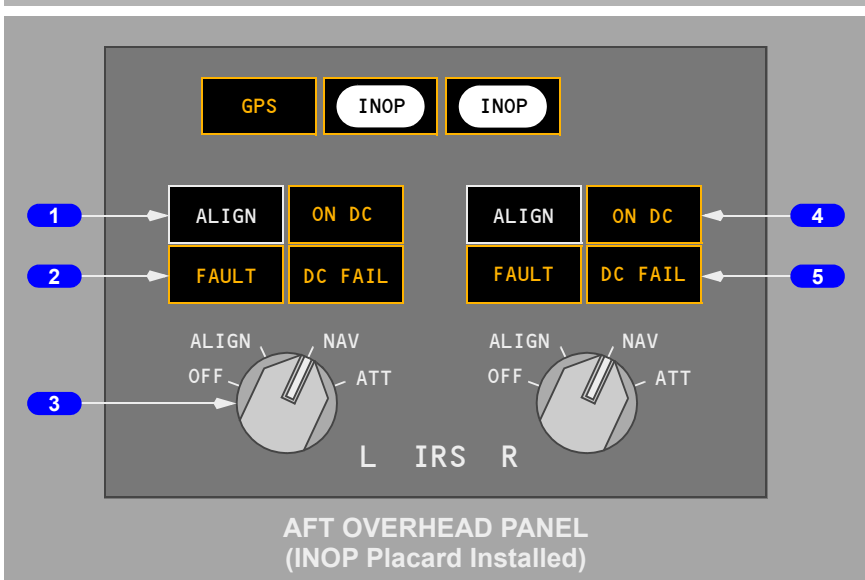 GPS INOP INOP
1 ALIGN ON DC ALIGN ON DC 4
2 FAULT DC FAIL FAULT DC FAIL 5
ALIGN NAV ALIGN NAV
OFF ATT OFF ATT
3
L IRS R
AFT OVERHEAD PANEL
(INOP Placard Installed)